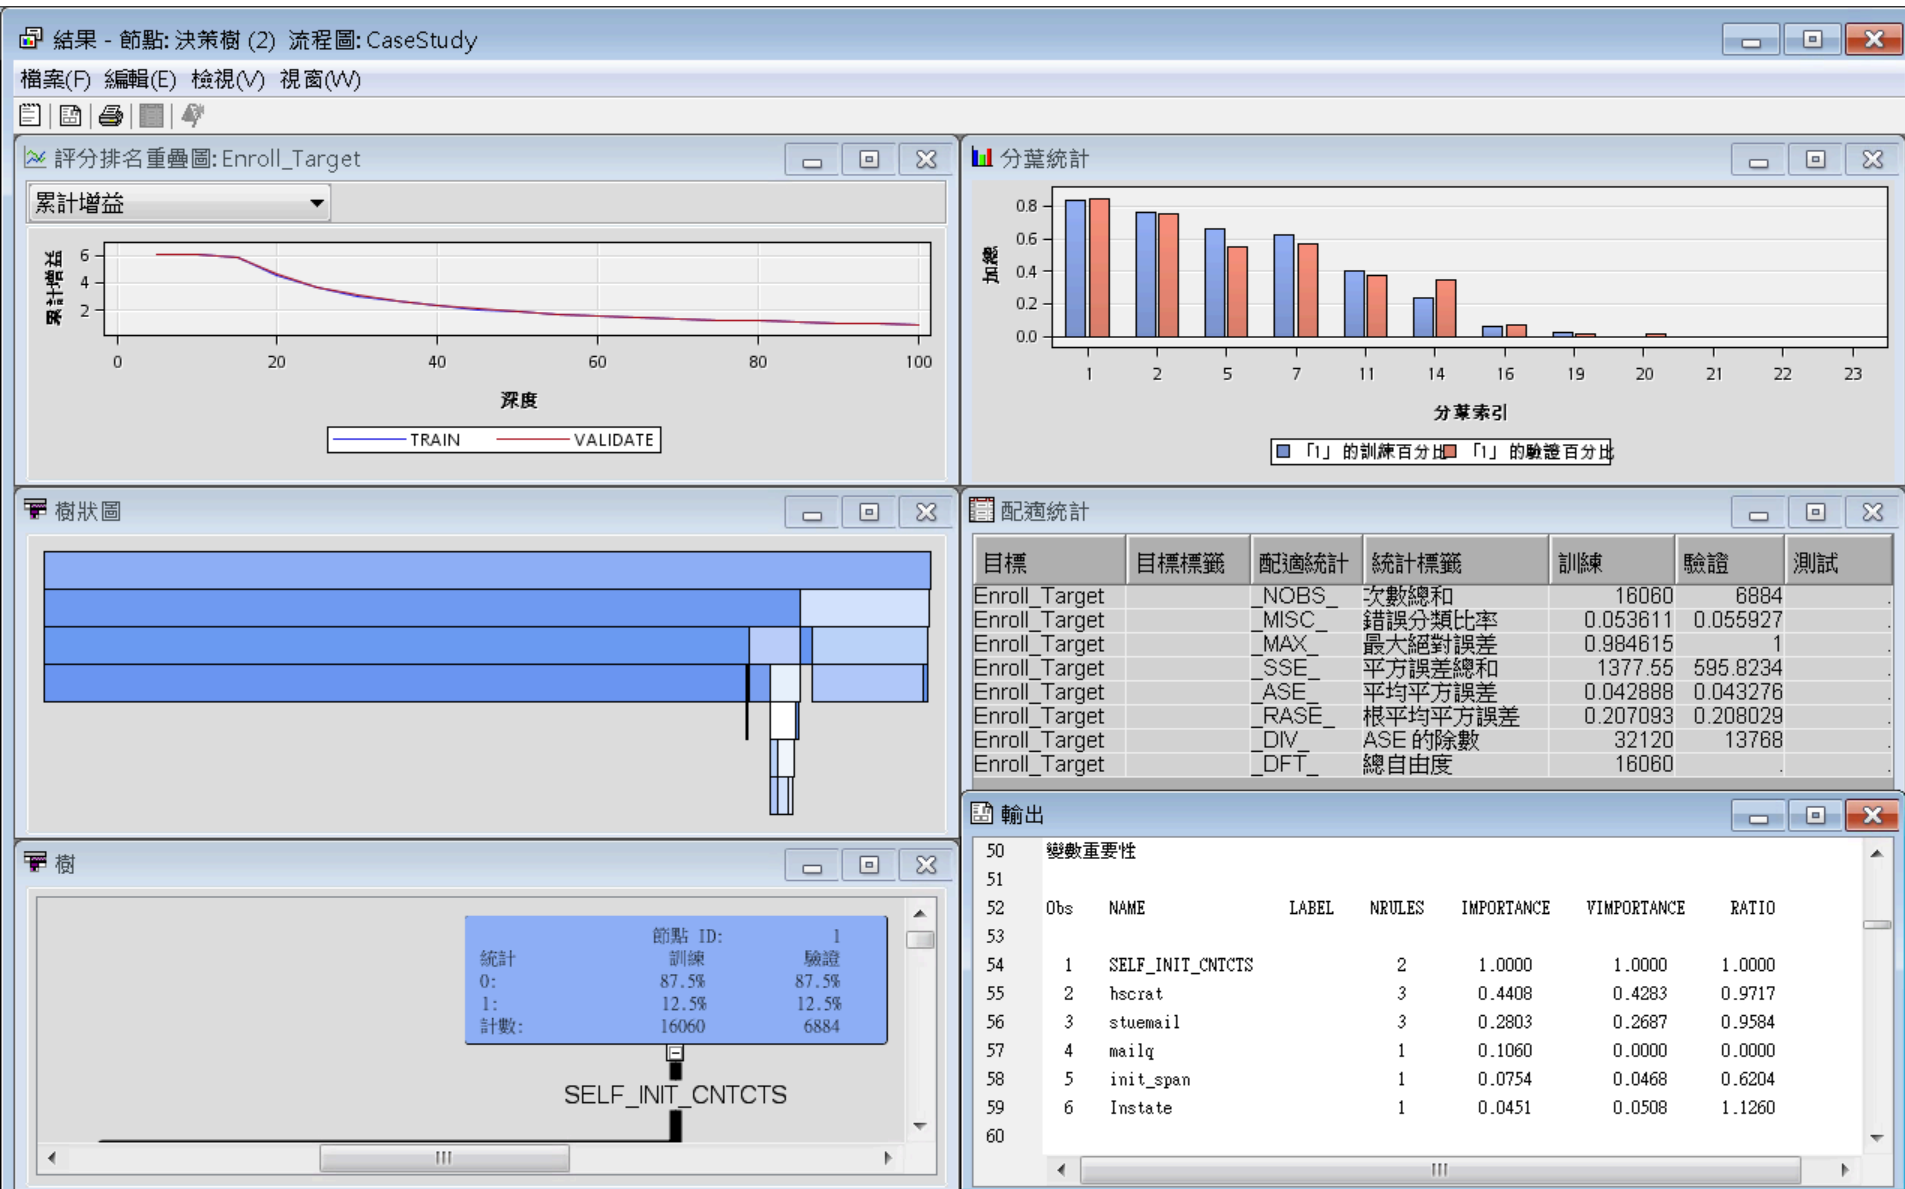 結果 - 節點: 決策樹 (2)  流程圖: CaseStudy
檔案(F) 編輯(E) 檢視(V) 視窗(W)
評分排名重疊圖: Enroll_Target
累計增益
累計增益
6
4
2
0 20 40 60 80 100
深度
TRAIN VALIDATE
分葉統計
加總
0.8
0.6
0.4
0.2
0.0
1 2 5 7 11 14 16 19 20 21 22 23
分葉索引
「1」的訓練百分比 「1」的驗證百分比
樹狀圖
配適統計
目標 目標標籤 配適統計 統計標籤 訓練 驗證 測試
Enroll_Target _NOBS_ 次數總和 16060 6884 .
Enroll_Target _MISC_ 錯誤分類比率 0.053611 0.055927 .
Enroll_Target _MAX_ 最大絕對誤差 0.984615 1 .
Enroll_Target _SSE_ 平方誤差總和 1377.55 595.8234 .
Enroll_Target _ASE_ 平均平方誤差 0.042888 0.043276 .
Enroll_Target _RASE_ 根平均平方誤差 0.207093 0.208029 .
Enroll_Target _DIV_ ASE 的除數 32120 13768 .
Enroll_Target _DFT_ 總自由度 16060 . .
樹
節點 ID: 1
統計 訓練 驗證
0: 87.5% 87.5%
1: 12.5% 12.5%
計數: 16060 6884
SELF_INIT_CNTCTS
輸出
50 變數重要性
51
52 Obs NAME LABEL NRULES IMPORTANCE VIMPORTANCE RATIO
53
54 1 SELF_INIT_CNTCTS 2 1.0000 1.0000 1.0000
55 2 hscrat 3 0.4408 0.4283 0.9717
56 3 stuemail 3 0.2803 0.2687 0.9584
57 4 mailq 1 0.1060 0.0000 0.0000
58 5 init_span 1 0.0754 0.0468 0.6204
59 6 Instate 1 0.0451 0.0508 1.1260
60